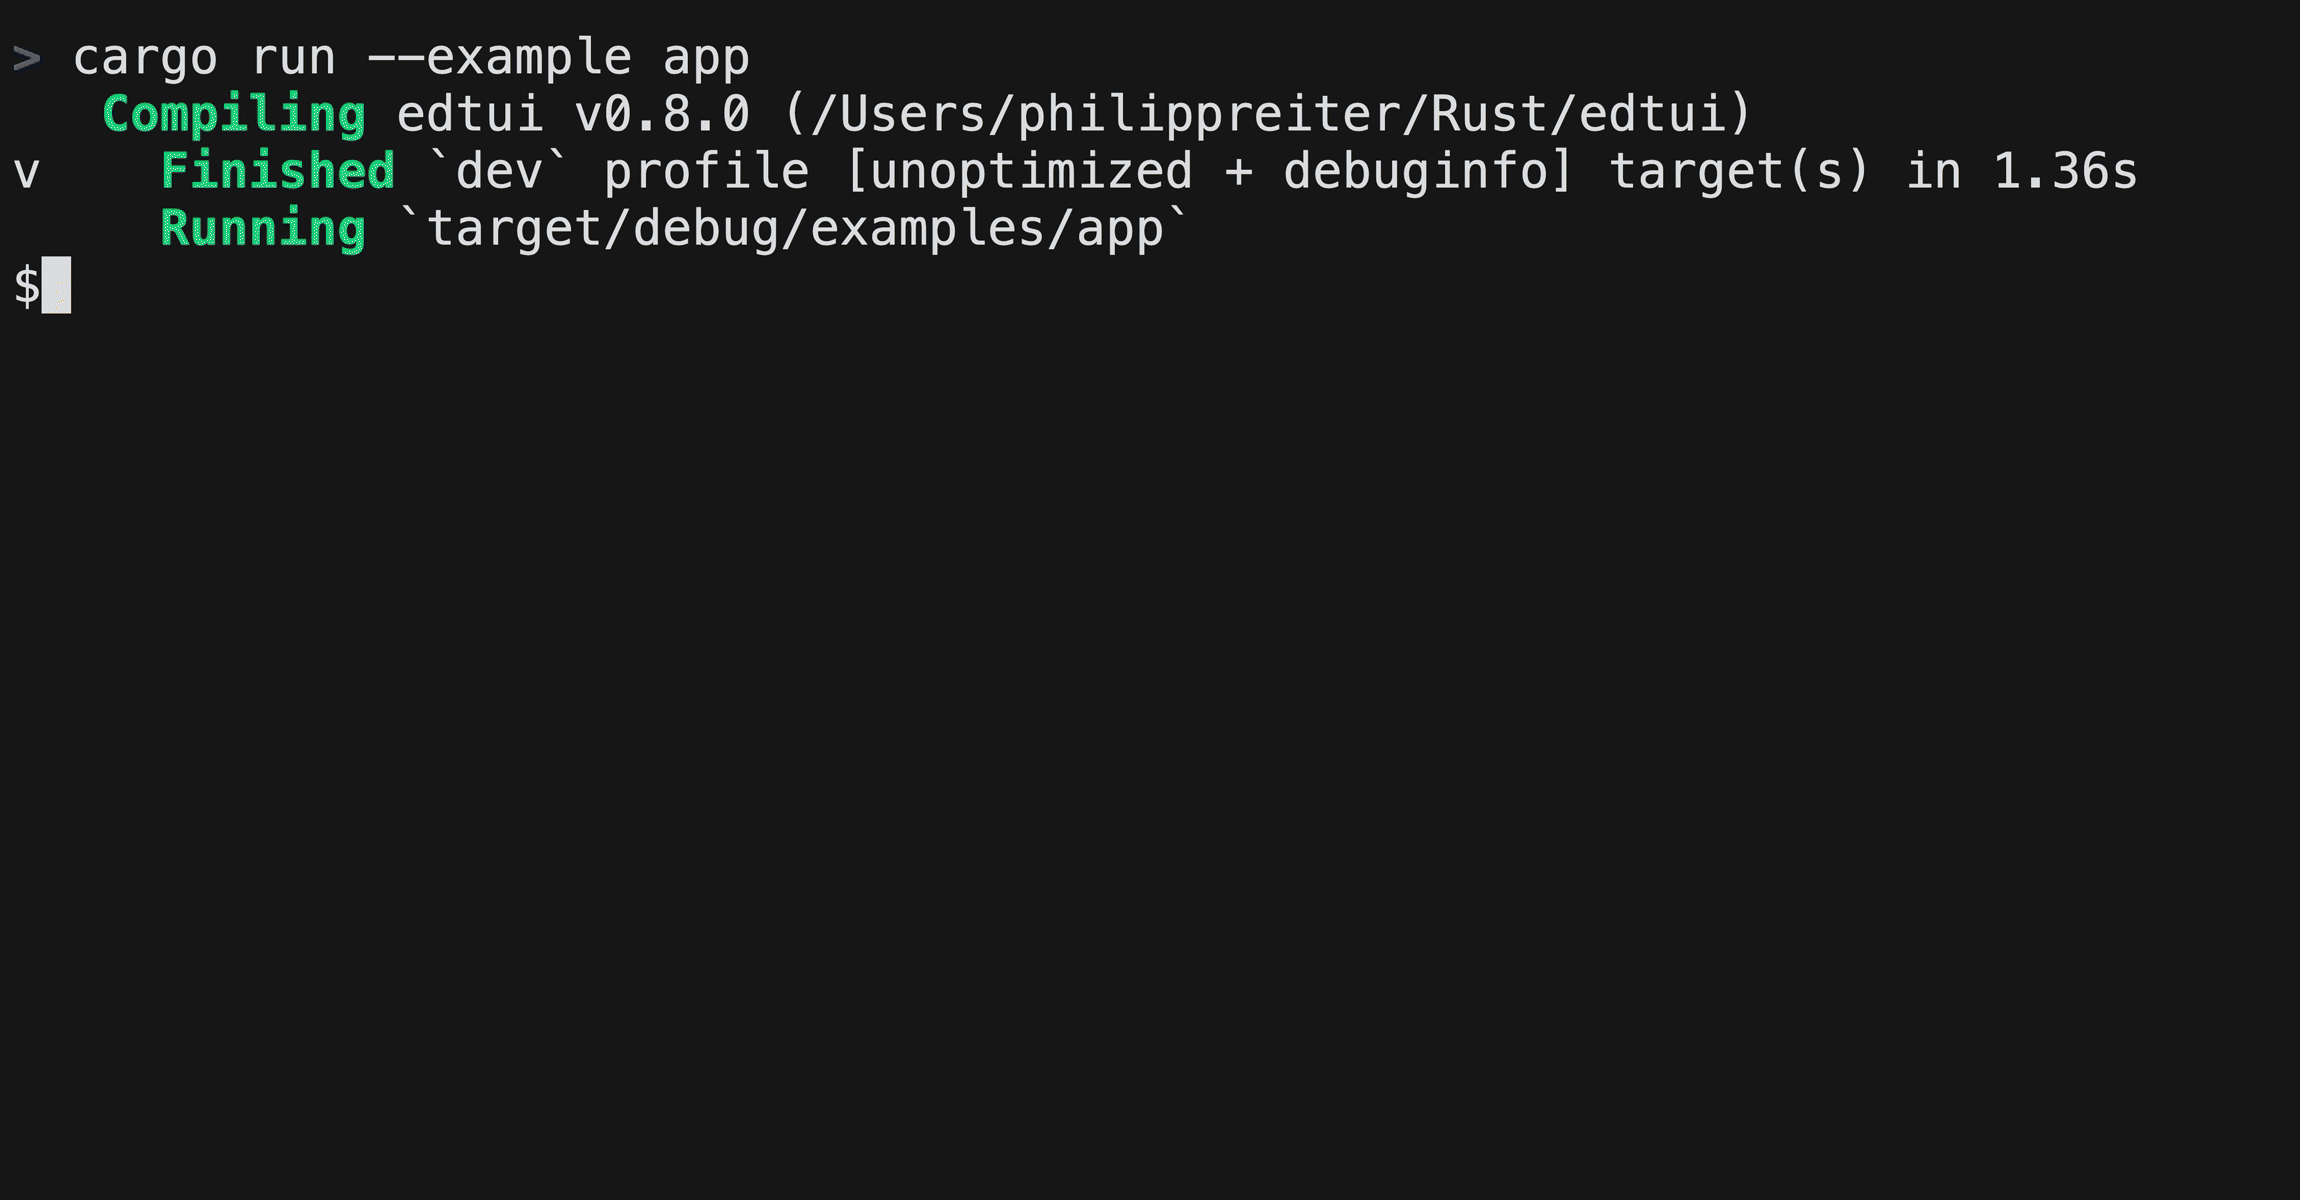 > cargo run --example app
   Compiling edtui v0.8.0 (/Users/philippreiter/Rust/edtui)
v    Finished `dev` profile [unoptimized + debuginfo] target(s) in 1.36s
     Running `target/debug/examples/app`
$